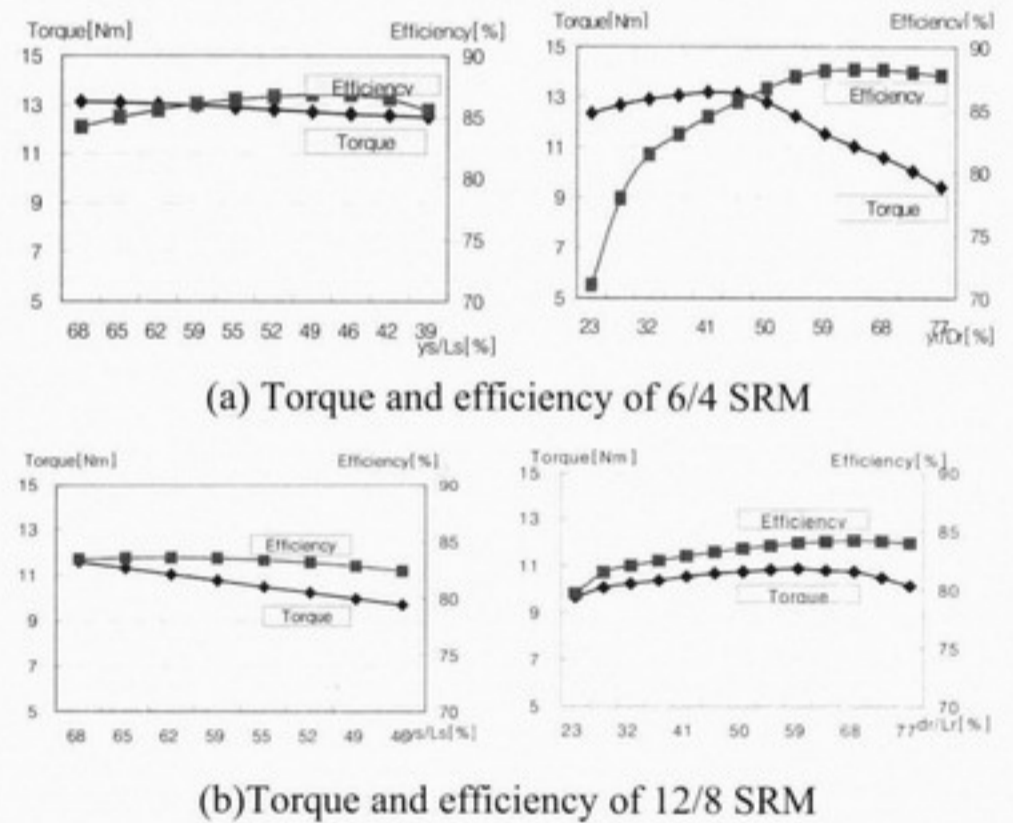 Torque[Nm] Efficiency[%] Torque[Nm] Efficiency[%]
15 90 15 90
13 85 13 85
11 80 11 80
9 9
7 75 7 75
5 70 5 70
Efficiency Efficiency
Torque Torque
68 65 62 59 55 52 49 46 42 39 23 32 41 50 59 68 77
ys/Ls[%] yr/Dr[%]
(a) Torque and efficiency of 6/4 SRM
Torque[Nm] Efficiency[%] Torque[Nm] Efficiency[%]
15 90 15 90
13 85 13 85
11 80 11 80
9 9
7 75 7 75
5 70 5 70
Efficiency Efficiency
Torque Torque
68 65 62 59 55 52 49 46 23 32 41 50 59 68 77
/Ls[%] dr/Lr[%]
(b)Torque and efficiency of 12/8 SRM